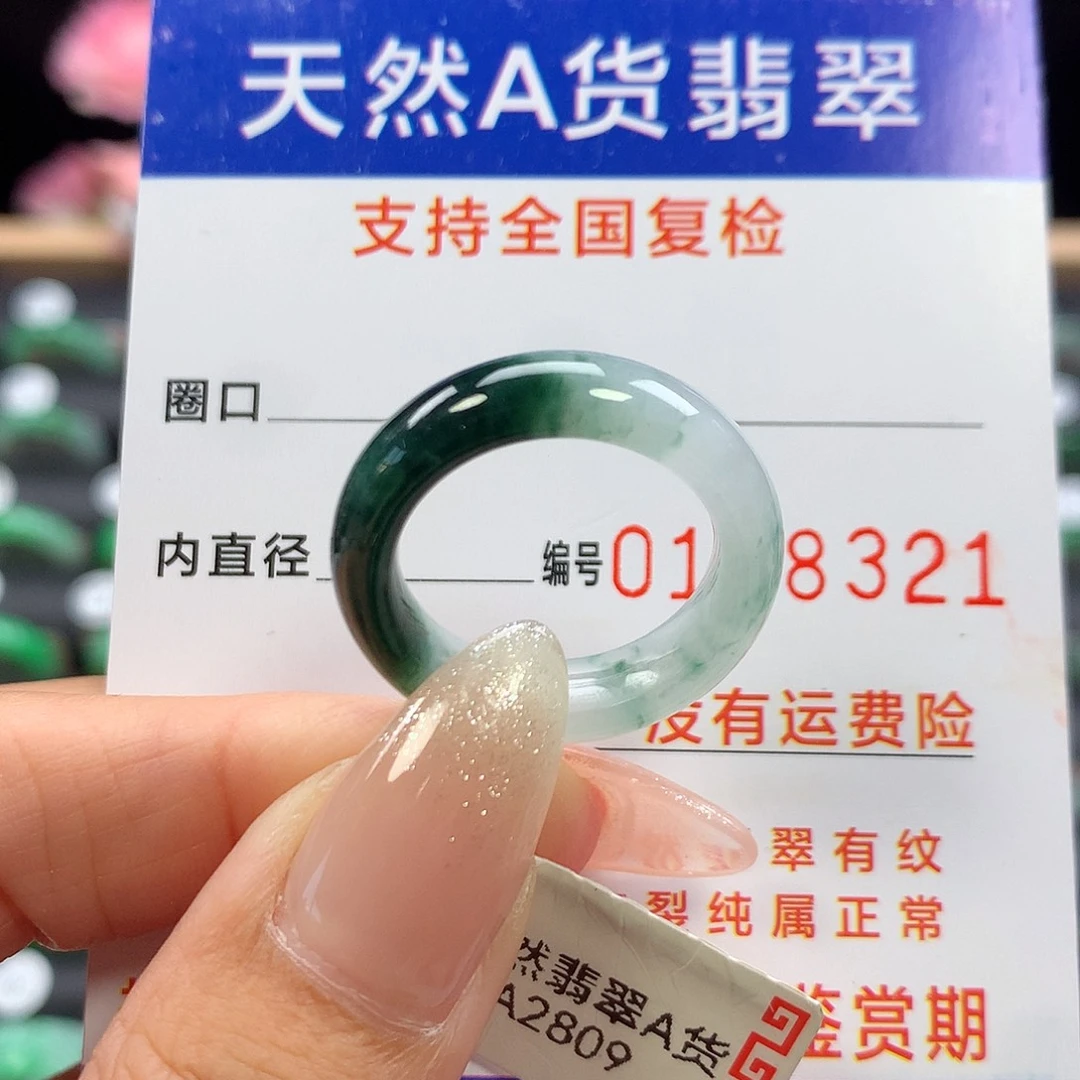 天然A货翡翠
支持全国复检
圈口
内直径 编号01 8321
没有运费险
翠有纹
裂纯属正常
鉴赏期
然翡翠A货
A2809